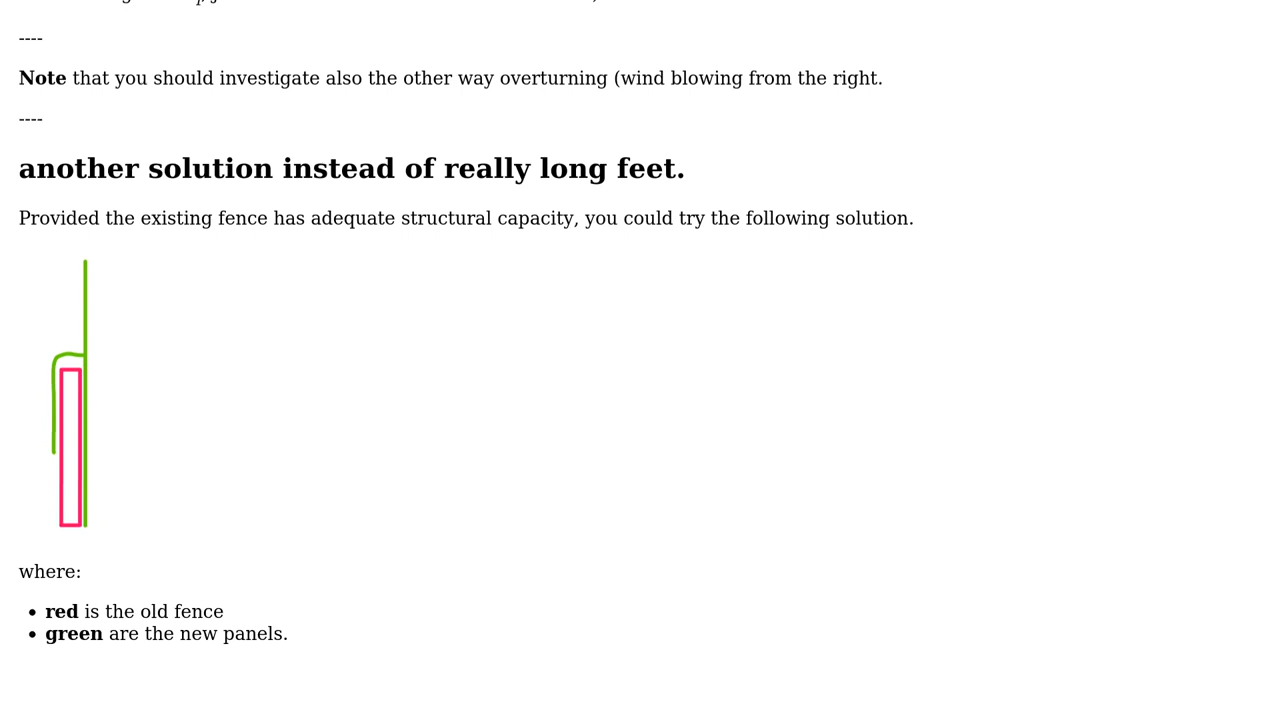 ----
Note that you should investigate also the other way overturning (wind blowing from the right.
----
another solution instead of really long feet.
Provided the existing fence has adequate structural capacity, you could try the following solution.
where:
• red is the old fence
• green are the new panels.